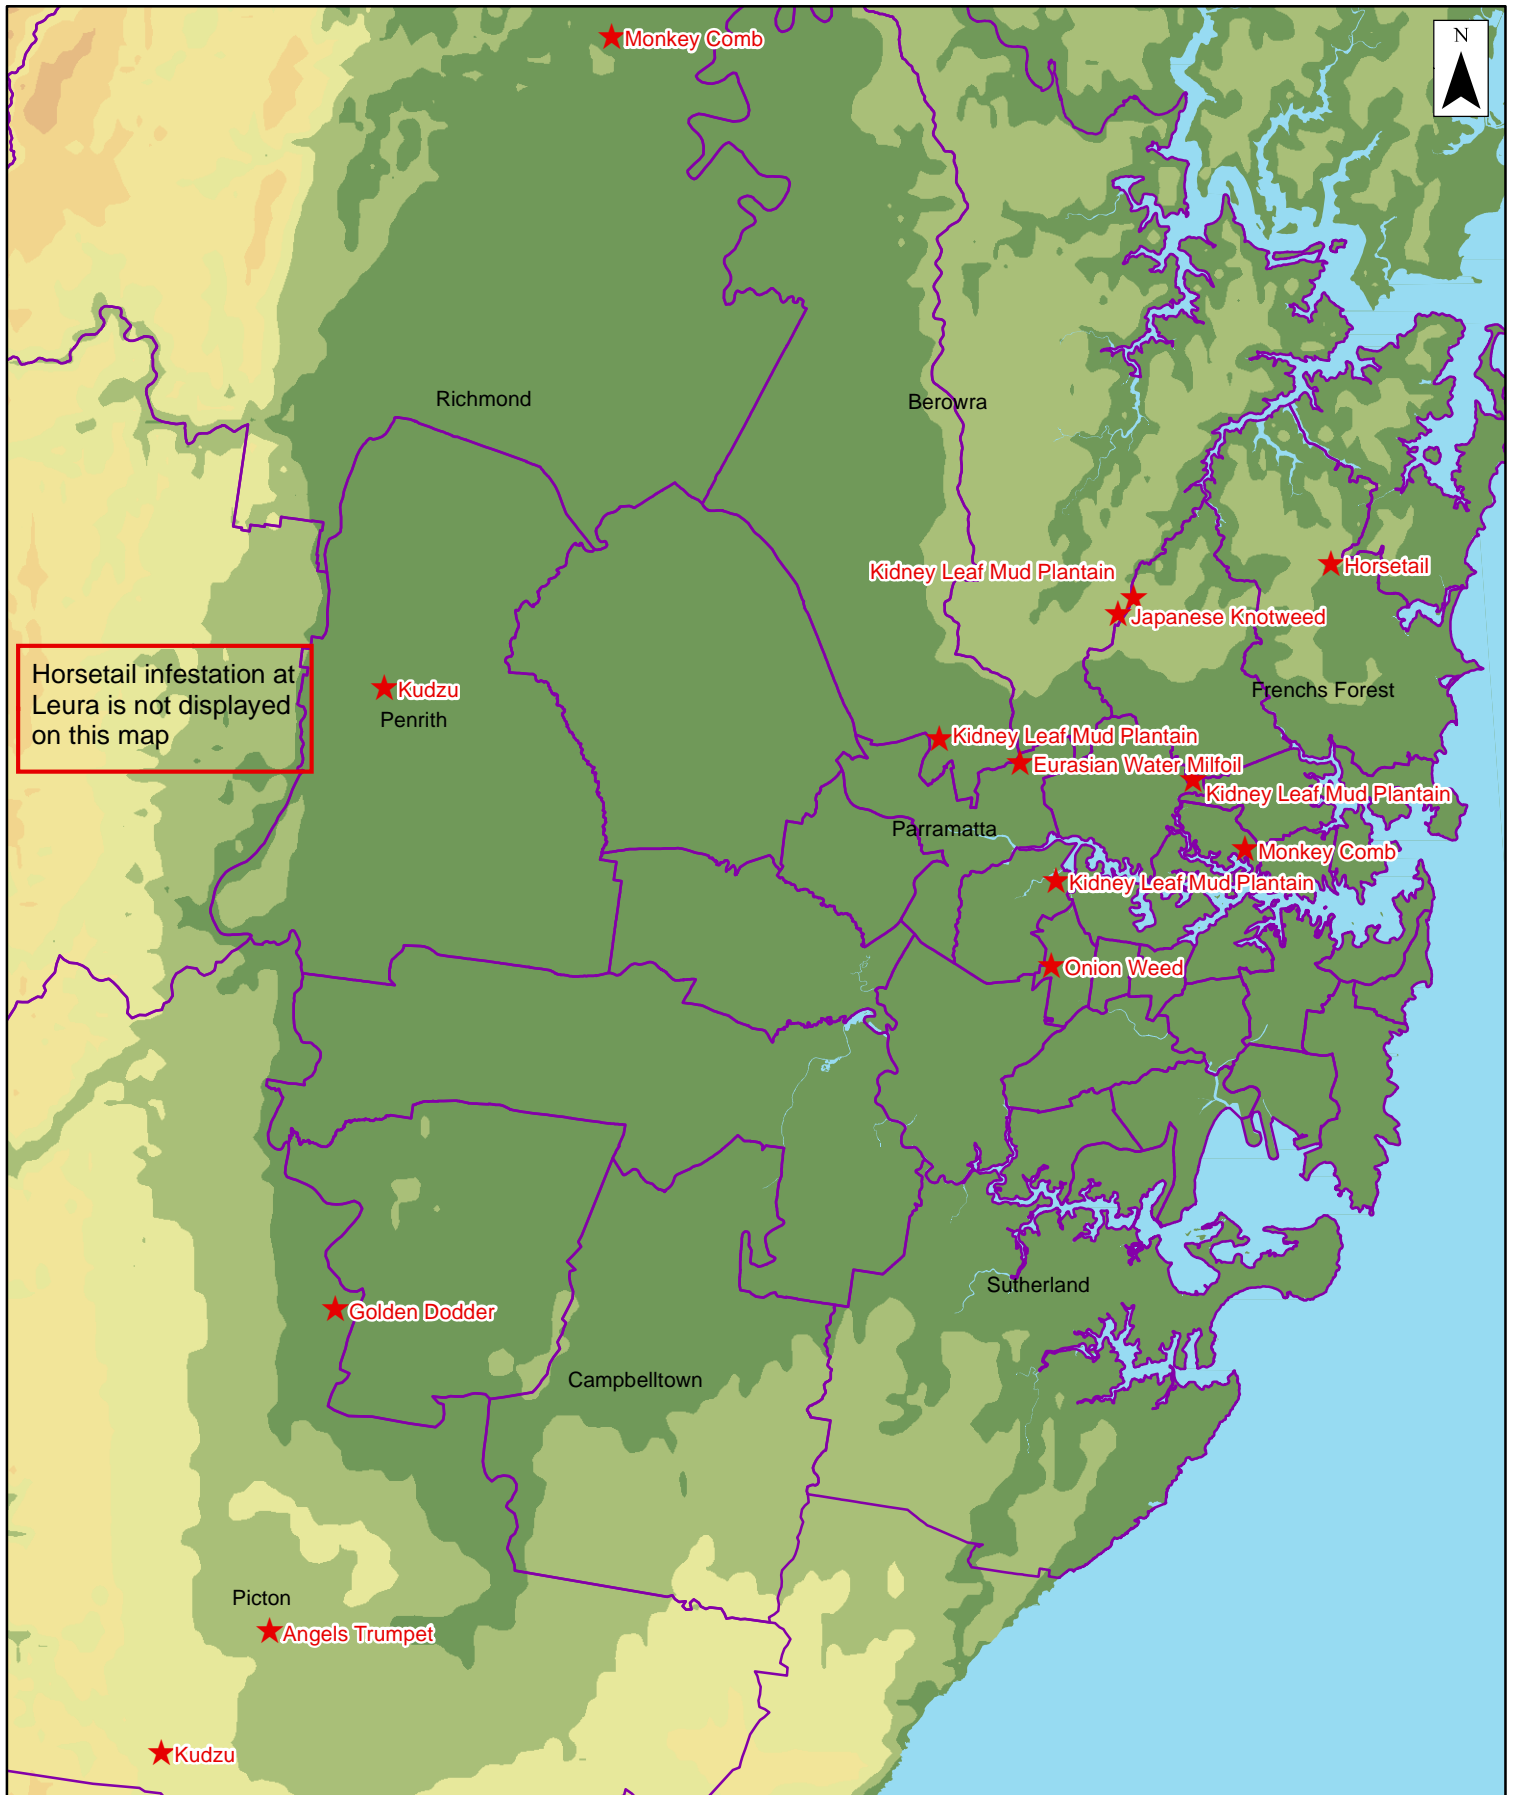 N
Monkey Comb
Richmond
Berowra
Horsetail
Kidney Leaf Mud Plantain
Japanese Knotweed
Horsetail infestation at
Leura is not displayed
on this map
Kudzu
Penrith
Frenchs Forest
Kidney Leaf Mud Plantain
Eurasian Water Milfoil
Kidney Leaf Mud Plantain
Parramatta
Monkey Comb
Kidney Leaf Mud Plantain
Onion Weed
Sutherland
Golden Dodder
Campbelltown
Picton
Angels Trumpet
Kudzu